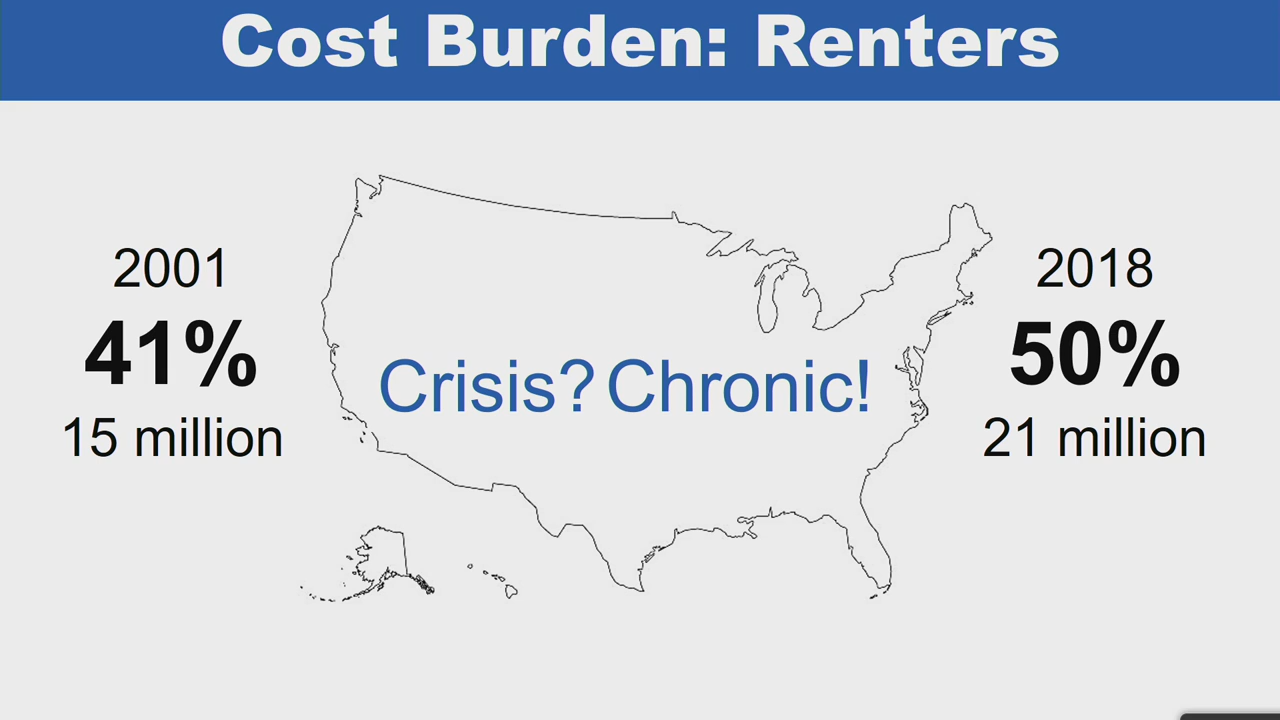 Cost Burden: Renters
2001
41%
15 million
Crisis? Chronic!
2018
50%
21 million